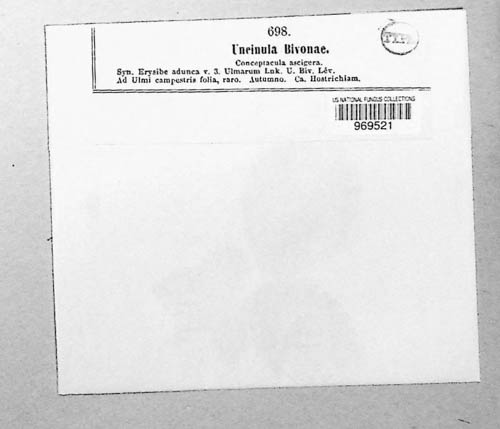 698.
Uncinula Bivonae.
Conceptacula ascigera.
Syn. Erysibe adunca v. 3. Ulmarum Lnk. U. Biv. Lév.
Ad Ulmi campestris folia, raro. Autumno. Ca. Hostrichiam.
US NATIONAL FUNGUS COLLECTIONS
969521